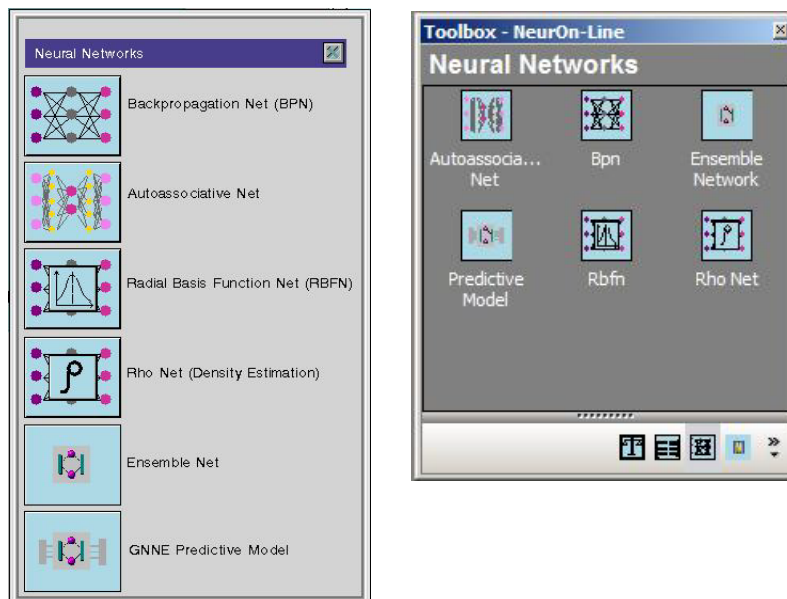 Neural Networks
Backpropagation Net (BPN)
Autoassociative Net
Radial Basis Function Net (RBFN)
Rho Net (Density Estimation)
Ensemble Net
GNNE Predictive Model
Toolbox - NeurOn-Line
Neural Networks
Autoassocia...
Net
Bpn
Ensemble
Network
Predictive
Model
Rbfn
Rho Net